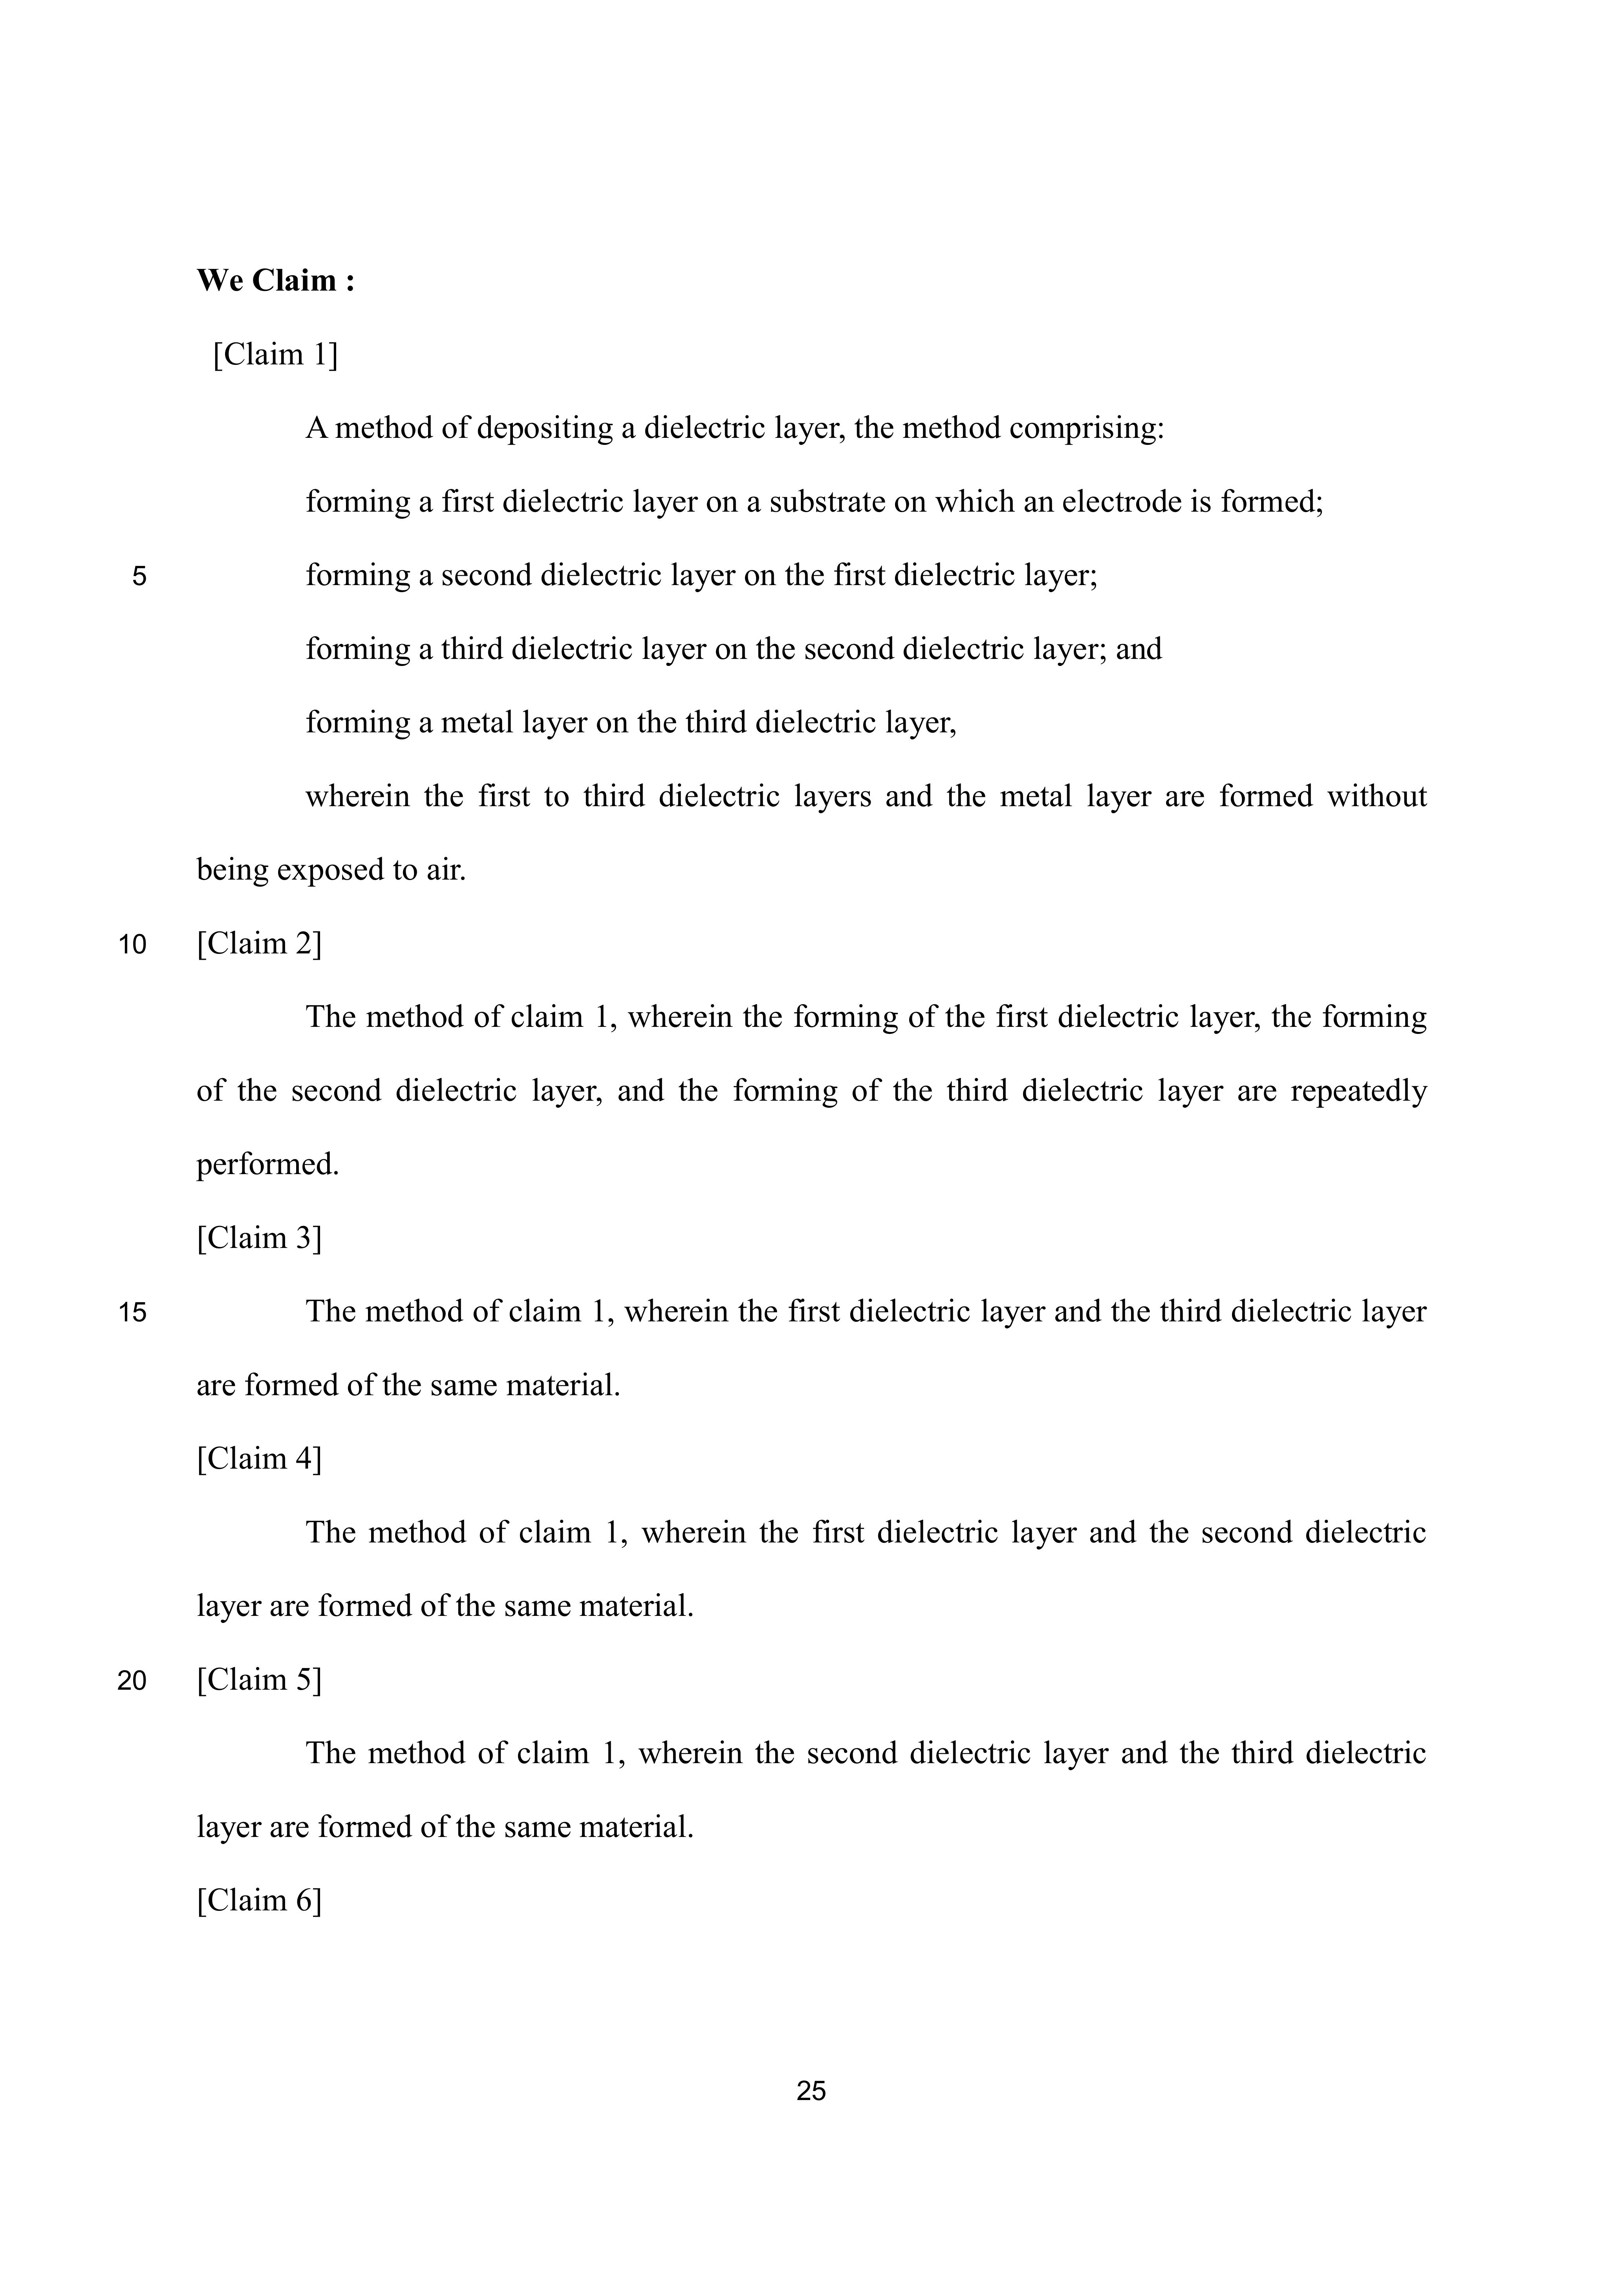 We Claim :
[Claim 1]
A method of depositing a dielectric layer, the method comprising:
forming a first dielectric layer on a substrate on which an electrode is formed;
5 forming a second dielectric layer on the first dielectric layer;
forming a third dielectric layer on the second dielectric layer; and
forming a metal layer on the third dielectric layer,
wherein the first to third dielectric layers and the metal layer are formed without
being exposed to air.
10 [Claim 2]
The method of claim 1, wherein the forming of the first dielectric layer, the forming
of the second dielectric layer, and the forming of the third dielectric layer are repeatedly
performed.
[Claim 3]
15 The method of claim 1, wherein the first dielectric layer and the third dielectric layer
are formed of the same material.
[Claim 4]
The method of claim 1, wherein the first dielectric layer and the second dielectric
layer are formed of the same material.
20 [Claim 5]
The method of claim 1, wherein the second dielectric layer and the third dielectric
layer are formed of the same material.
[Claim 6]
25